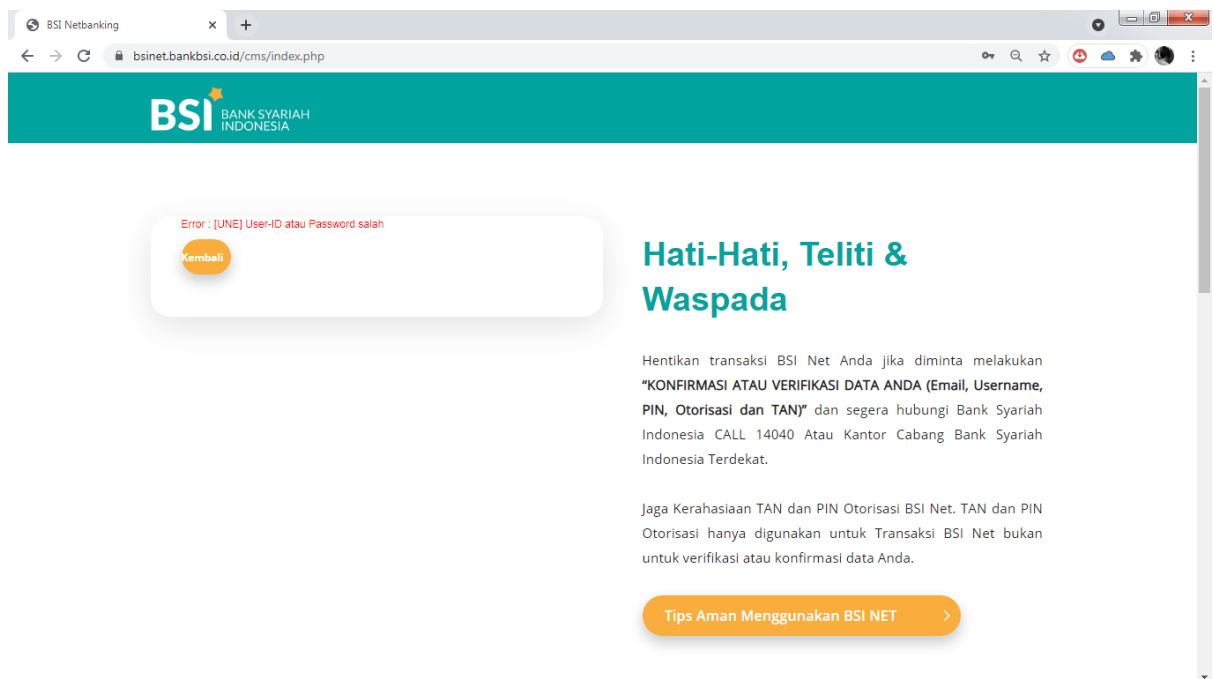 BSI Netbanking
bsinet.bankbsi.co.id/cms/index.php
BSI BANK SYARIAH
INDONESIA
Error : [UNE] User-ID atau Password salah
Kembali
Hati-Hati, Teliti &
Waspada
Hentikan transaksi BSI Net Anda jika diminta melakukan
“KONFIRMASI ATAU VERIFIKASI DATA ANDA (Email, Username,
PIN, Otorisasi dan TAN)” dan segera hubungi Bank Syariah
Indonesia CALL 14040 Atau Kantor Cabang Bank Syariah
Indonesia Terdekat.
Jaga Kerahasiaan TAN dan PIN Otorisasi BSI Net. TAN dan PIN
Otorisasi hanya digunakan untuk Transaksi BSI Net bukan
untuk verifikasi atau konfirmasi data Anda.
Tips Aman Menggunakan BSI NET